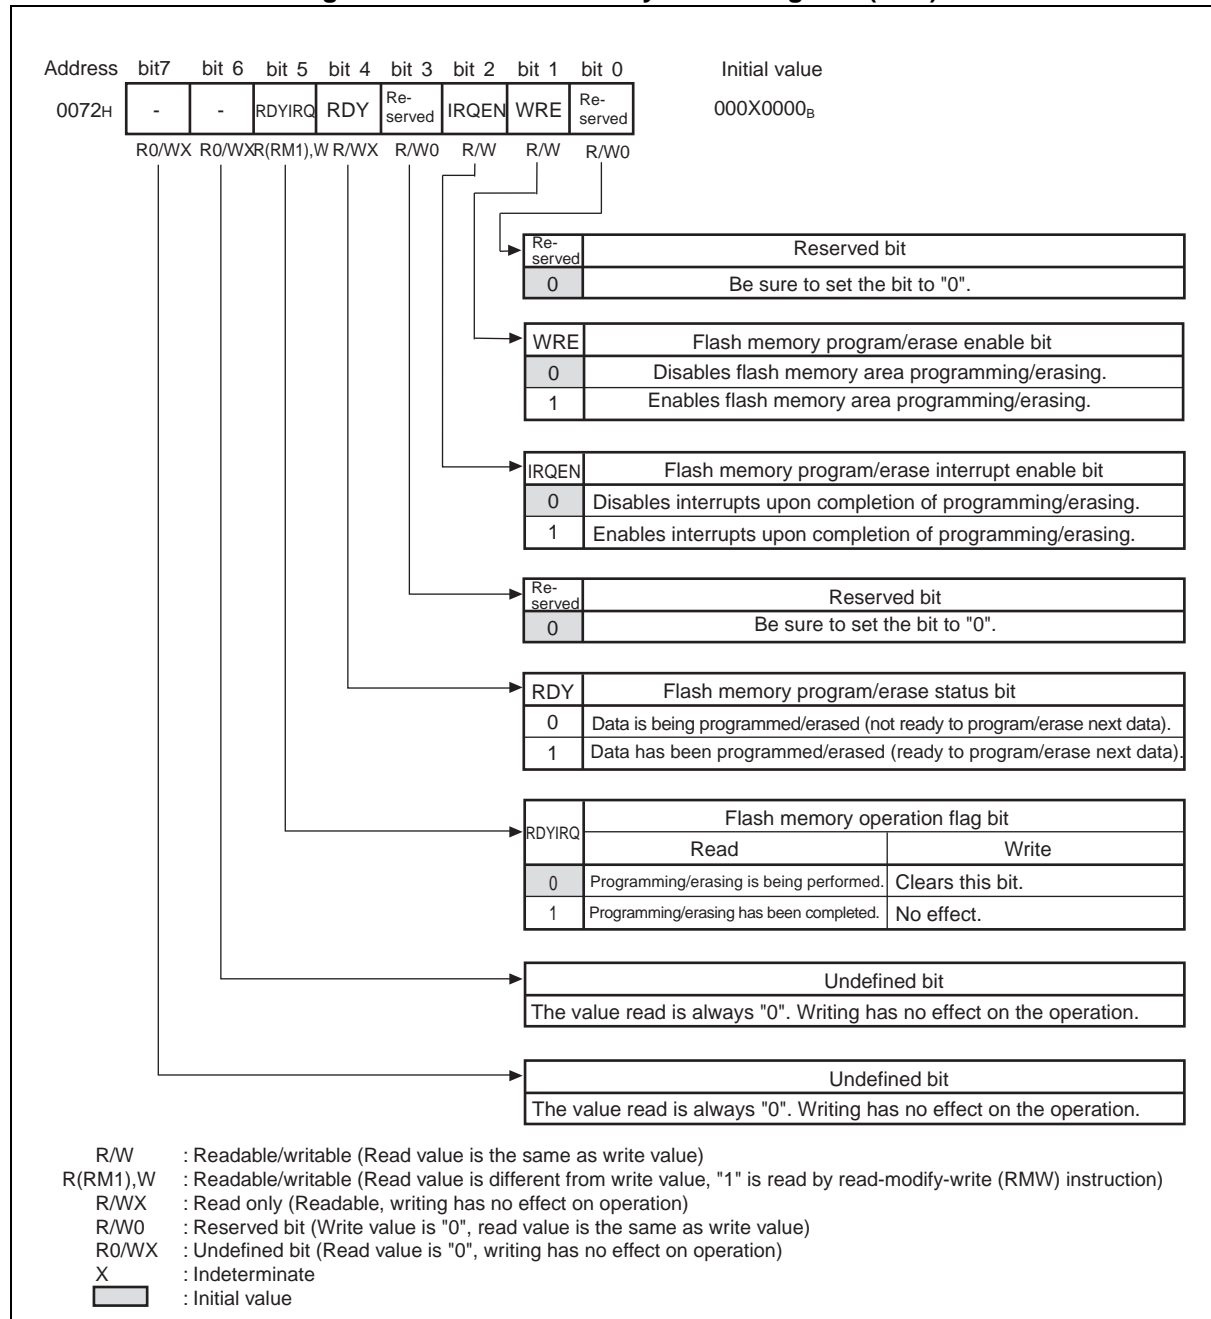 Address bit7 bit 6 bit 5 bit 4 bit 3 bit 2 bit 1 bit 0 Initial value
0072H - - RDYIRQ RDY Re-served IRQEN WRE Re-served 000X0000B
R0/WX R0/WX R(RM1),W R/WX R/W0 R/W R/W R/W0
Re-served Reserved bit
0 Be sure to set the bit to "0".
WRE Flash memory program/erase enable bit
0 Disables flash memory area programming/erasing.
1 Enables flash memory area programming/erasing.
IRQEN Flash memory program/erase interrupt enable bit
0 Disables interrupts upon completion of programming/erasing.
1 Enables interrupts upon completion of programming/erasing.
Re-served Reserved bit
0 Be sure to set the bit to "0".
RDY Flash memory program/erase status bit
0 Data is being programmed/erased (not ready to program/erase next data).
1 Data has been programmed/erased (ready to program/erase next data).
RDYIRQ Flash memory operation flag bit
Read Write
0 Programming/erasing is being performed. Clears this bit.
1 Programming/erasing has been completed. No effect.
Undefined bit
The value read is always "0". Writing has no effect on the operation.
Undefined bit
The value read is always "0". Writing has no effect on the operation.
R/W : Readable/writable (Read value is the same as write value)
R(RM1),W : Readable/writable (Read value is different from write value, "1" is read by read-modify-write (RMW) instruction)
R/WX : Read only (Readable, writing has no effect on operation)
R/W0 : Reserved bit (Write value is "0", read value is the same as write value)
R0/WX : Undefined bit (Read value is "0", writing has no effect on operation)
X : Indeterminate
: Initial value